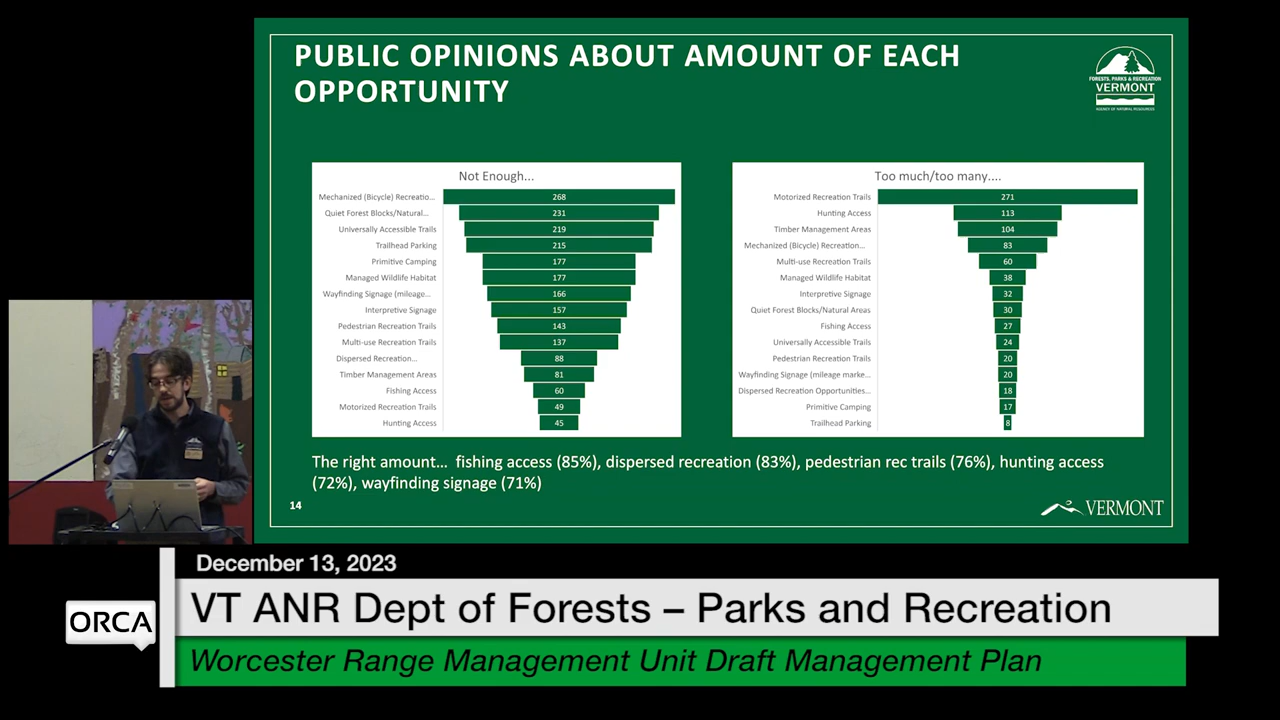 PUBLIC OPINIONS ABOUT AMOUNT OF EACH
OPPORTUNITY
FORESTS, PARKS & RECREATION
VERMONT
AGENCY OF NATURAL RESOURCES
Not Enough...
Mechanized (Bicycle) Recreatio... 268
Quiet Forest Blocks/Natural... 231
Universally Accessible Trails 219
Trailhead Parking 215
Primitive Camping 177
Managed Wildlife Habitat 177
Wayfinding Signage (mileage... 166
Interpretive Signage 157
Pedestrian Recreation Trails 143
Multi-use Recreation Trails 137
Dispersed Recreation... 88
Timber Management Areas 81
Fishing Access 60
Motorized Recreation Trails 49
Hunting Access 45
Too much/too many....
Motorized Recreation Trails 271
Hunting Access 113
Timber Management Areas 104
Mechanized (Bicycle) Recreation... 83
Multi-use Recreation Trails 60
Managed Wildlife Habitat 38
Interpretive Signage 32
Quiet Forest Blocks/Natural Areas 30
Fishing Access 27
Universally Accessible Trails 24
Pedestrian Recreation Trails 20
Wayfinding Signage (mileage marke... 20
Dispersed Recreation Opportunities... 18
Primitive Camping 17
Trailhead Parking 8
The right amount... fishing access (85%), dispersed recreation (83%), pedestrian rec trails (76%), hunting access
(72%), wayfinding signage (71%)
14
VERMONT
December 13, 2023
ORCA
VT ANR Dept of Forests – Parks and Recreation
Worcester Range Management Unit Draft Management Plan